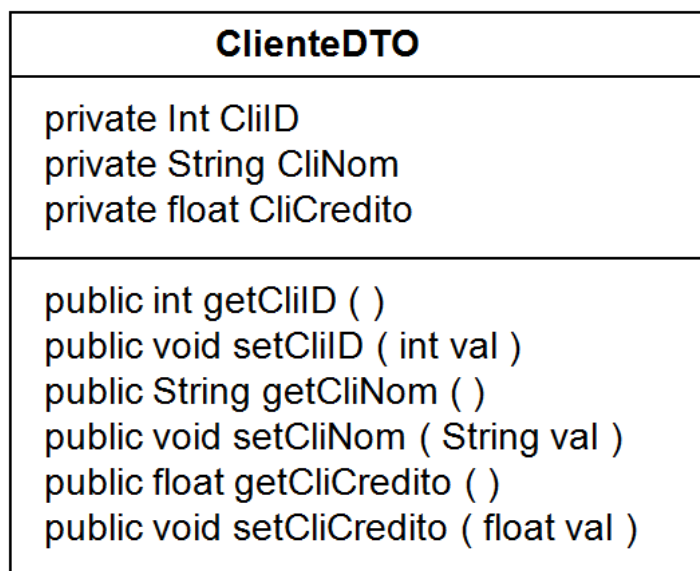 ClienteDTO
private Int CliID
private String CliNom
private float CliCredito
public int getCliID ( )
public void setCliID ( int val )
public String getCliNom ( )
public void setCliNom ( String val )
public float getCliCredito ( )
public void setCliCredito ( float val )